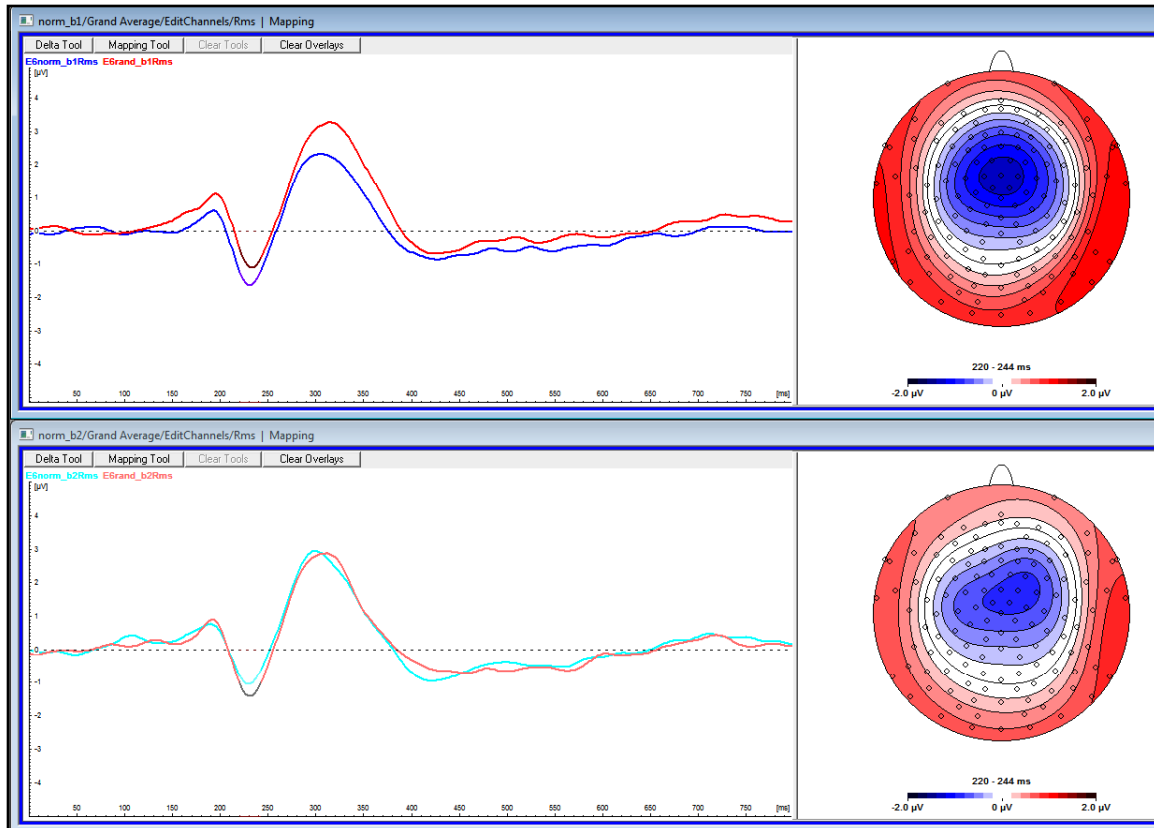 norm_b1/Grand Average/EditChannels/Rms | Mapping
Delta Tool Mapping Tool Clear Tools Clear Overlays
E6norm_b1Rms E6rand_b1Rms
[µV]
4
3
2
1
0
-1
-2
-3
-4
50 100 150 200 250 300 350 400 450 500 550 600 650 700 750 [ms]
220 - 244 ms
-2.0 µV 0 µV 2.0 µV
norm_b2/Grand Average/EditChannels/Rms | Mapping
Delta Tool Mapping Tool Clear Tools Clear Overlays
E6norm_b2Rms E6rand_b2Rms
[µV]
4
3
2
1
0
-1
-2
-3
-4
50 100 150 200 250 300 350 400 450 500 550 600 650 700 750 [ms]
220 - 244 ms
-2.0 µV 0 µV 2.0 µV